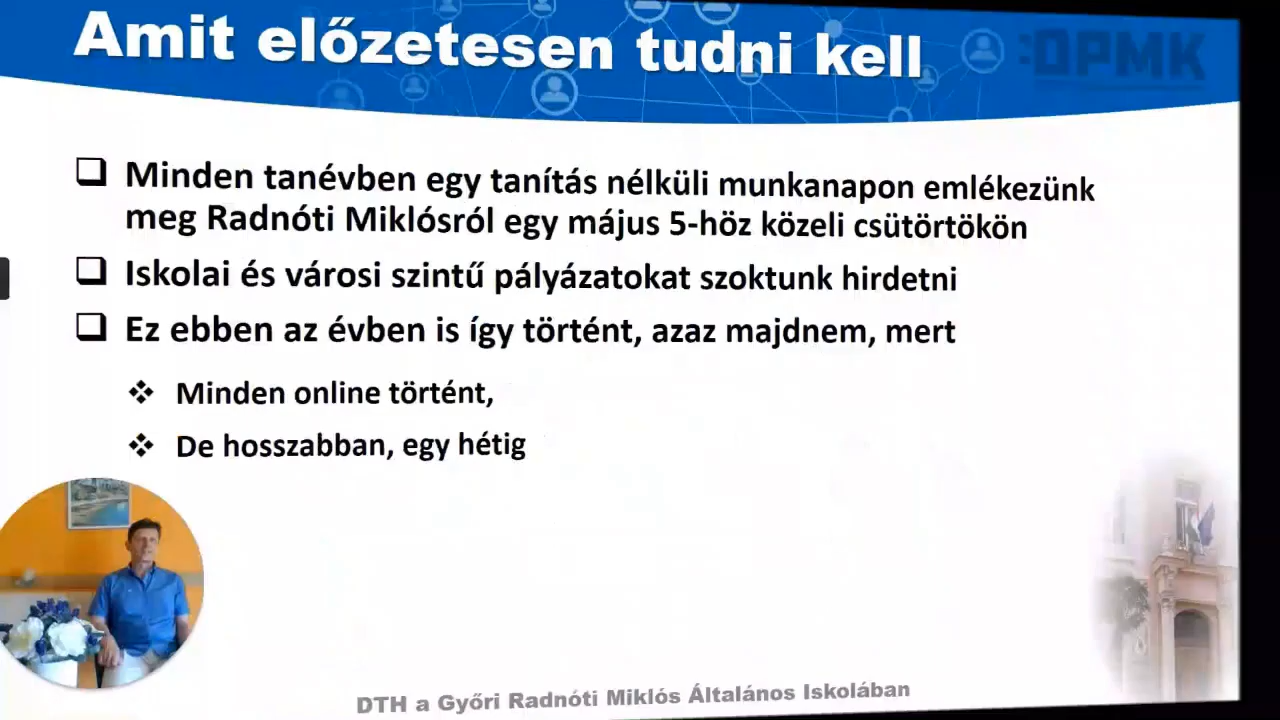 Amit előzetesen tudni kell
:OPMK
Minden tanévben egy tanítás nélküli munkanapon emlékezünk
meg Radnóti Miklósról egy május 5-höz közeli csütörtökön
Iskolai és városi szintű pályázatokat szoktunk hirdetni
Ez ebben az évben is így történt, azaz majdnem, mert
Minden online történt,
De hosszabban, egy hétig
DTH a Győri Radnóti Miklós Általános Iskolában